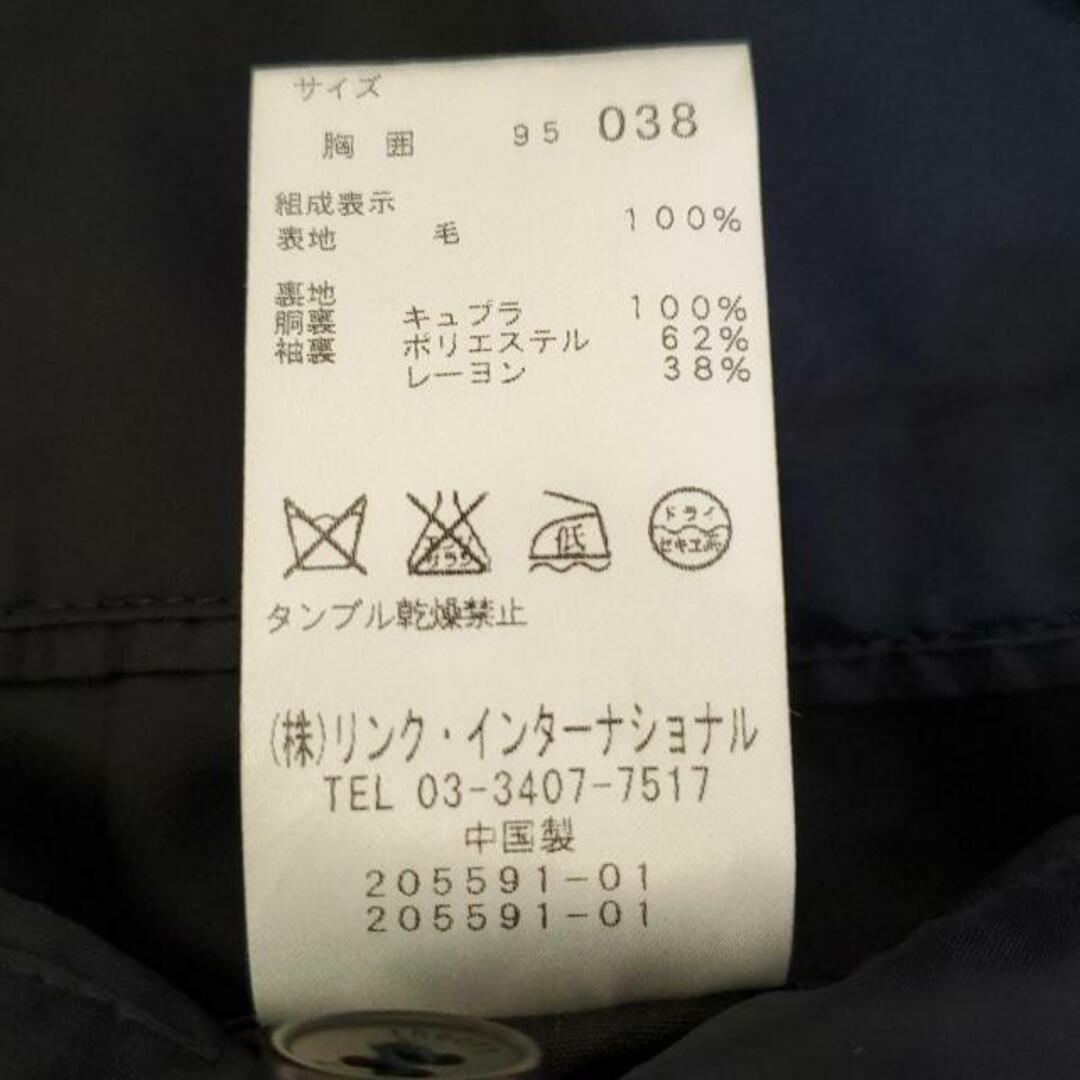 サイズ
胸囲 95 038
組成表示
表地 毛 100%
裏地
胴裏 キュプラ 100%
袖裏 ポリエステル 62%
レーヨン 38%
低
ドライ
セキユ系
タンブル乾燥禁止
(株)リンク・インターナショナル
TEL 03-3407-7517
中国製
205591-01
205591-01